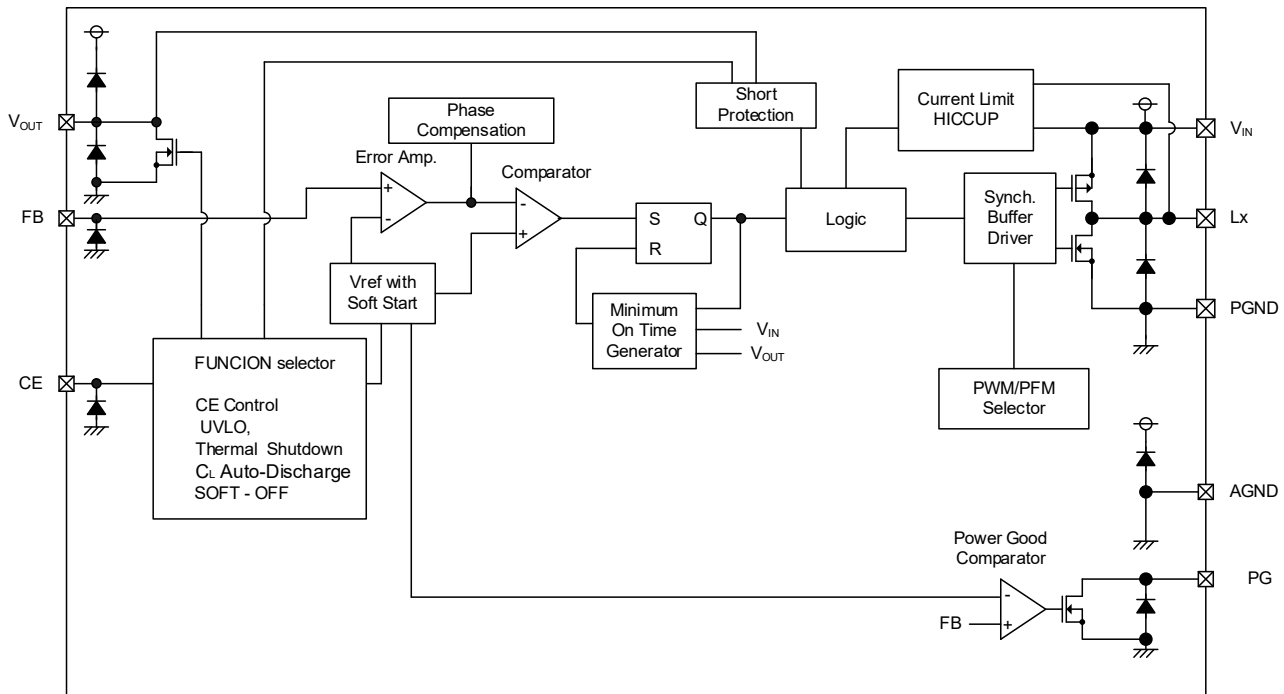 Phase
Compensation
Short
Protection
Current Limit
HICCUP
VOUT
VIN
Error Amp.
Comparator
+
-
-
+
S
Q
R
Logic
Synch.
Buffer
Driver
FB
Lx
Vref with
Soft Start
Minimum
On Time
Generator
VIN
VOUT
PGND
CE
FUNCION selector
CE Control
UVLO,
Thermal Shutdown
CL Auto-Discharge
SOFT - OFF
PWM/PFM
Selector
AGND
Power Good
Comparator
PG
-
FB
+